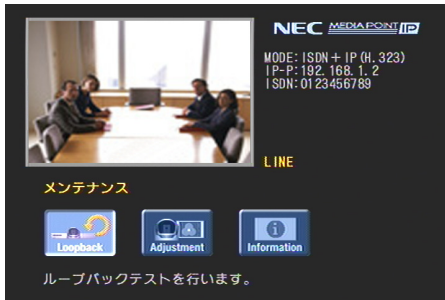 NEC MEDIAPOINT IP
MODE: ISDN + IP (H. 323)
IP-P: 192. 168. 1. 2
ISDN: 0123456789
LINE
メンテナンス
Loopback
Adjustment
Information
ループバックテストを行います。